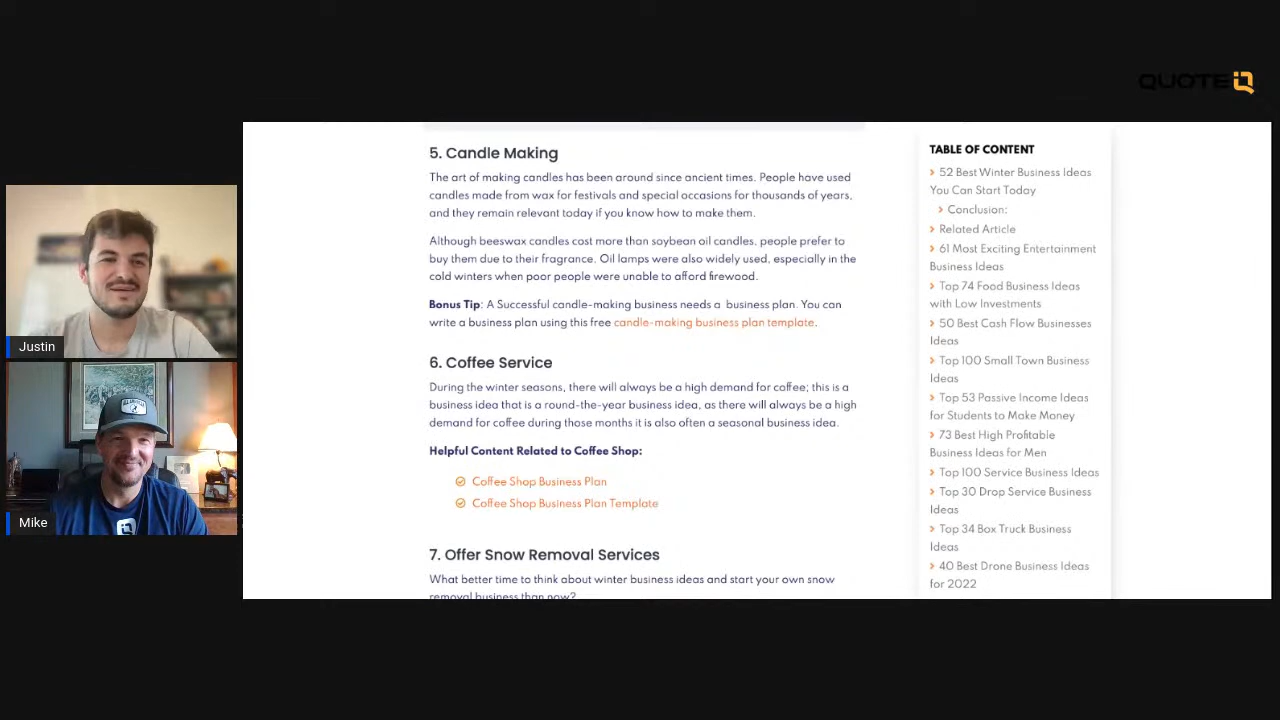 QUOTE IQ
5. Candle Making
The art of making candles has been around since ancient times. People have used
candles made from wax for festivals and special occasions for thousands of years,
and they remain relevant today if you know how to make them.
Although beeswax candles cost more than soybean oil candles, people prefer to
buy them due to their fragrance. Oil lamps were also widely used, especially in the
cold winters when poor people were unable to afford firewood.
Bonus Tip: A Successful candle-making business needs a business plan. You can
write a business plan using this free candle-making business plan template.
6. Coffee Service
During the winter seasons, there will always be a high demand for coffee; this is a
business idea that is a round-the-year business idea, as there will always be a high
demand for coffee during those months it is also often a seasonal business idea.
Helpful Content Related to Coffee Shop:
Coffee Shop Business Plan
Coffee Shop Business Plan Template
7. Offer Snow Removal Services
What better time to think about winter business ideas and start your own snow
removal business than now?
TABLE OF CONTENT
52 Best Winter Business Ideas
You Can Start Today
Conclusion:
Related Article
61 Most Exciting Entertainment
Business Ideas
Top 74 Food Business Ideas
with Low Investments
50 Best Cash Flow Businesses
Ideas
Top 100 Small Town Business
Ideas
Top 53 Passive Income Ideas
for Students to Make Money
73 Best High Profitable
Business Ideas for Men
Top 100 Service Business Ideas
Top 30 Drop Service Business
Ideas
Top 34 Box Truck Business
Ideas
40 Best Drone Business Ideas
for 2022
Justin
Mike